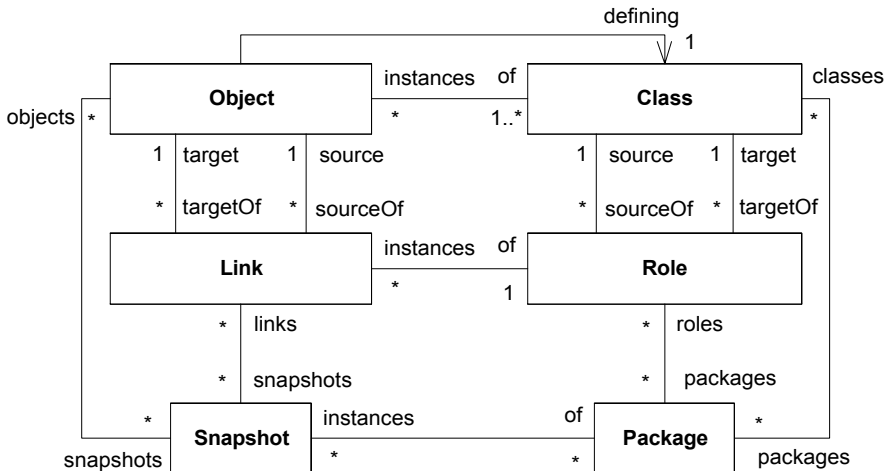 defining
1
instances of
classes
Object
Class
objects * * 1..* *
1 target 1 source 1 source 1 target
* targetOf * sourceOf * sourceOf * targetOf
instances of
Link
Role
* 1
* links * roles
* snapshots * packages
* instances of *
Snapshot
Package
snapshots * * packages